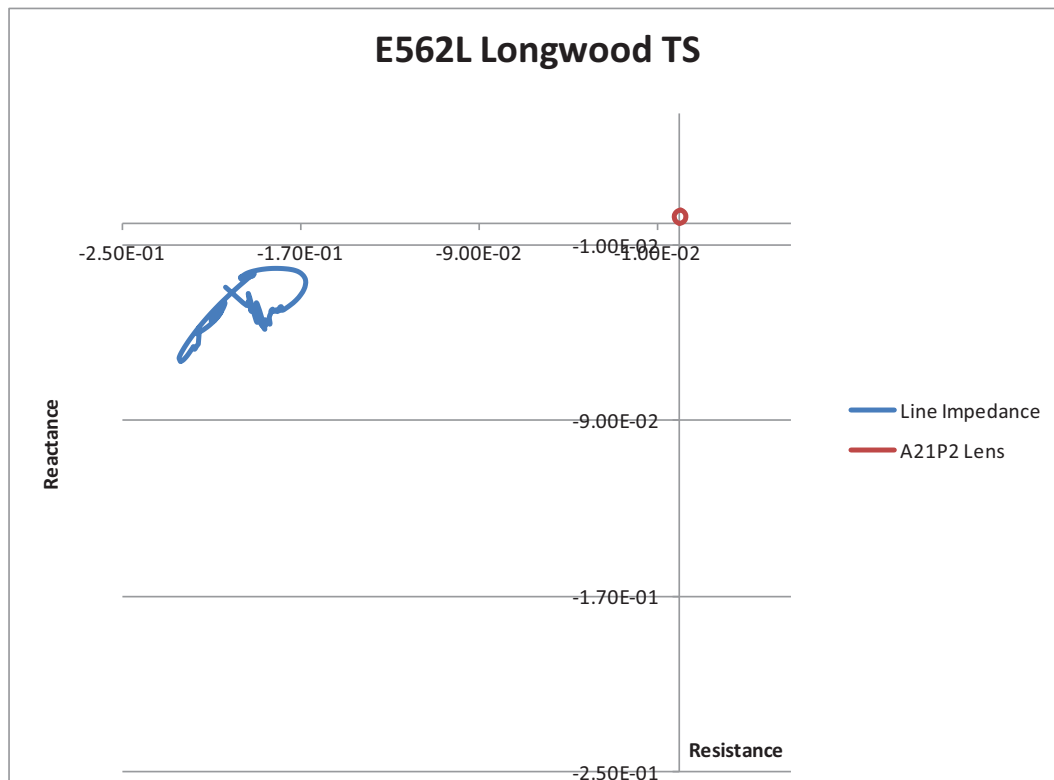 E562L Longwood TS
-2.50E-01
-1.70E-01
-9.00E-02
-1.00E-02
-1.00E-02
-9.00E-02
-1.70E-01
-2.50E-01
Reactance
Resistance
Line Impedance
A21P2 Lens